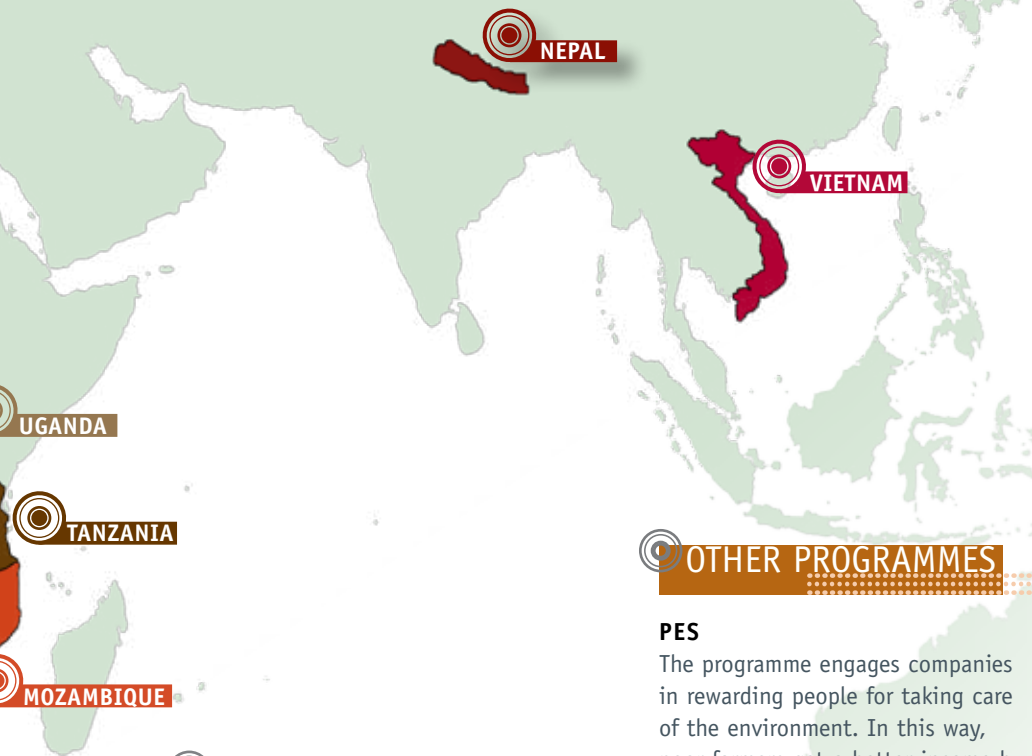 NEPAL
VIETNAM
UGANDA
TANZANIA
MOZAMBIQUE
OTHER PROGRAMMES
PES
The programme engages companies
in rewarding people for taking care
of the environment. In this way,